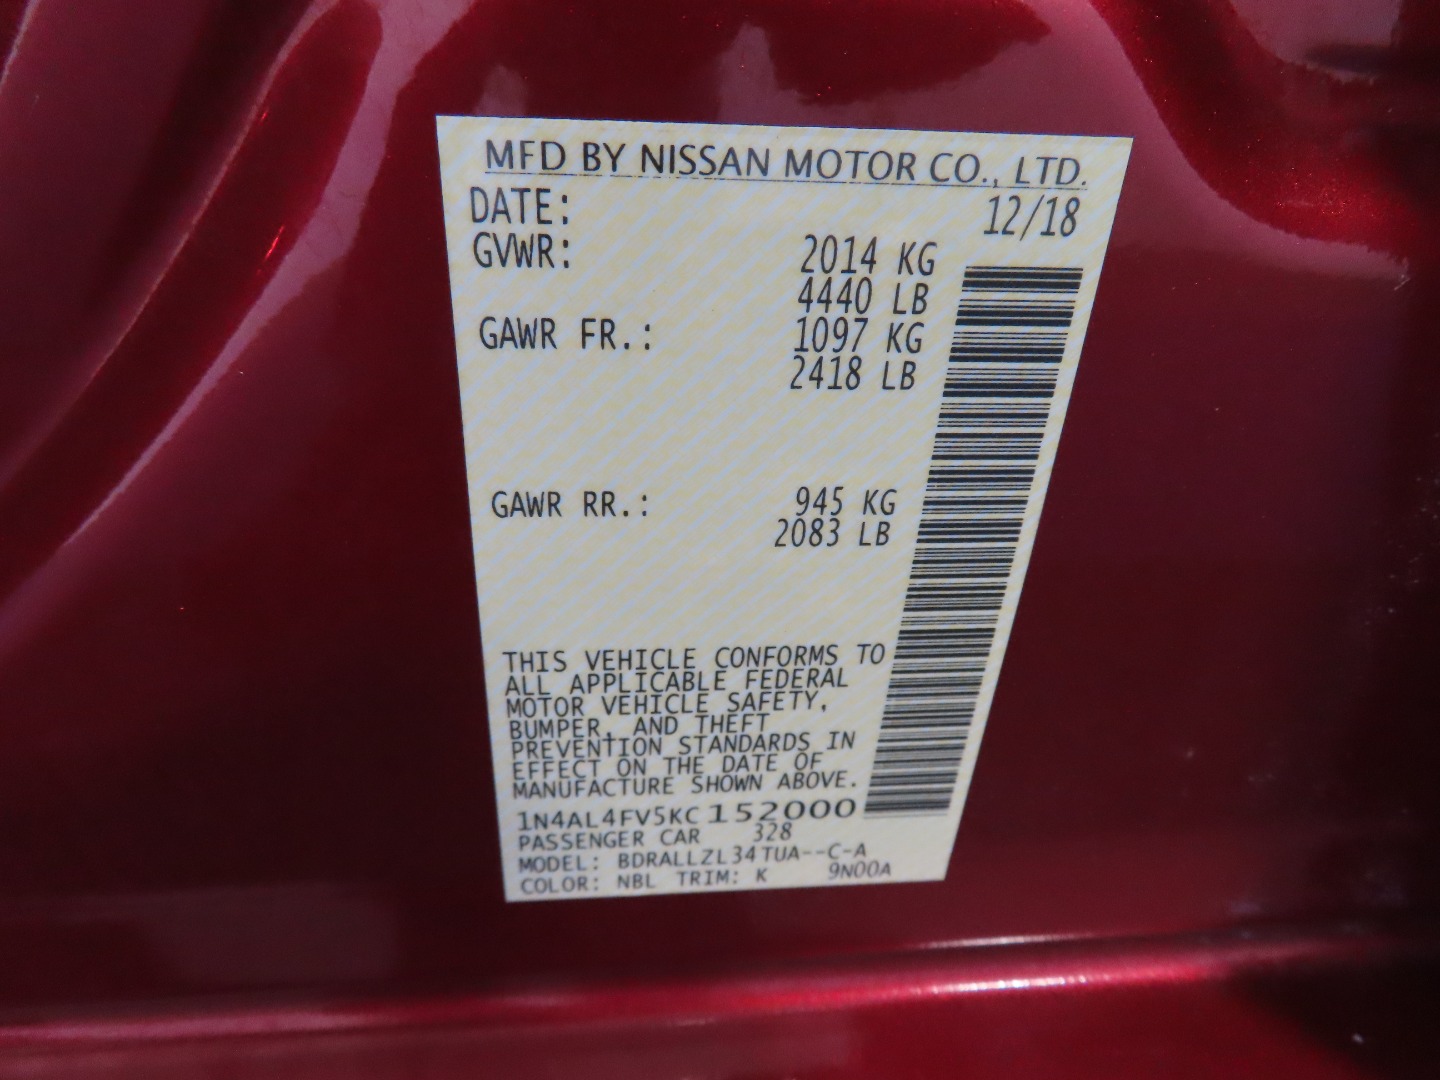 MFD BY NISSAN MOTOR CO., LTD.
DATE: 12/18
GVWR: 2014 KG
4440 LB
GAWR FR.: 1097 KG
2418 LB
GAWR RR.: 945 KG
2083 LB
THIS VEHICLE CONFORMS TO
ALL APPLICABLE FEDERAL
MOTOR VEHICLE SAFETY,
BUMPER, AND THEFT
PREVENTION STANDARDS IN
EFFECT ON THE DATE OF
MANUFACTURE SHOWN ABOVE.
1N4AL4FV5KC152000
PASSENGER CAR 328
MODEL: BDRALLZL34TUA--C-A
COLOR: NBL TRIM: K 9N00A